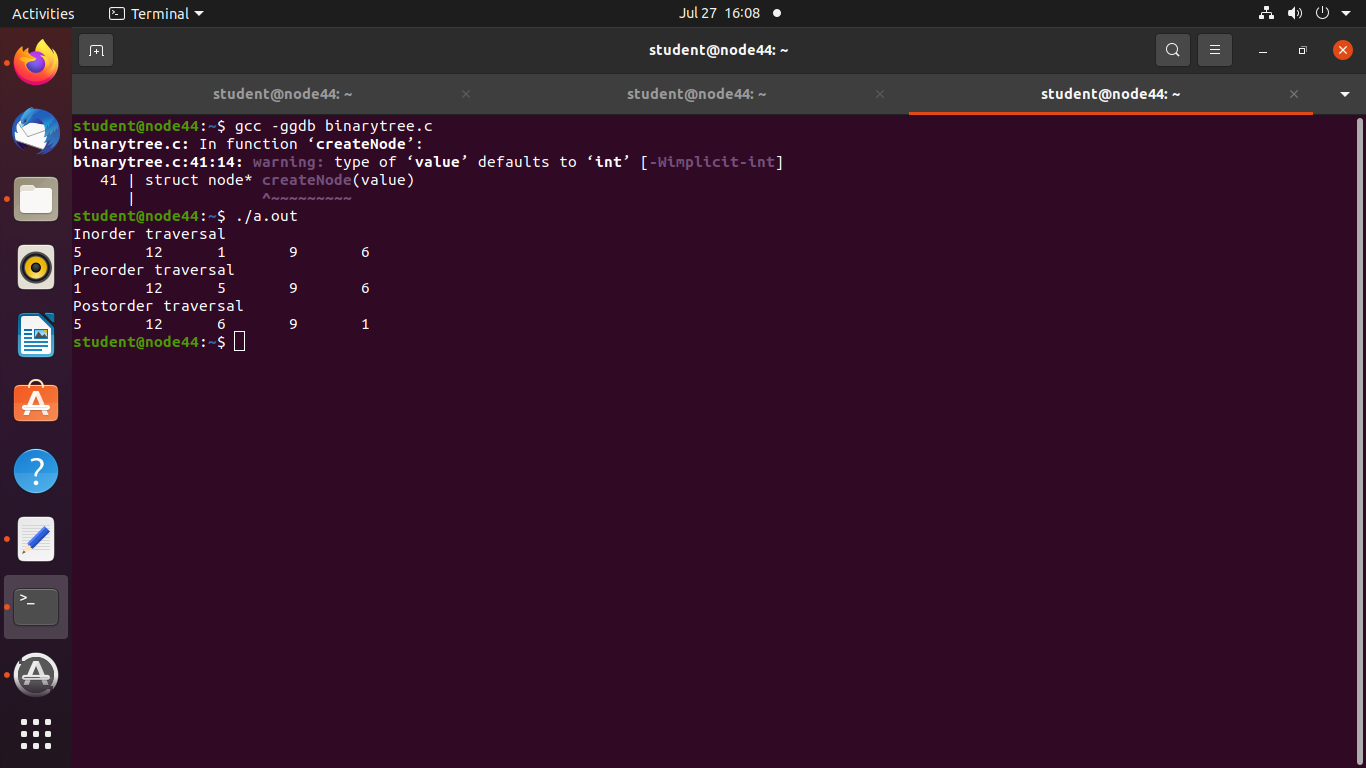 Activities Terminal Jul 27 16:08
student@node44: ~
student@node44: ~ student@node44: ~ student@node44: ~
student@node44:~$ gcc -ggdb binarytree.c
binarytree.c: In function ‘createNode’:
binarytree.c:41:14: warning: type of ‘value’ defaults to ‘int’ [-Wimplicit-int]
   41 | struct node* createNode(value)
      |              ^~~~~~~~~~
student@node44:~$ ./a.out
Inorder traversal
5       12      1       9       6
Preorder traversal
1       12      5       9       6
Postorder traversal
5       12      6       9       1
student@node44:~$